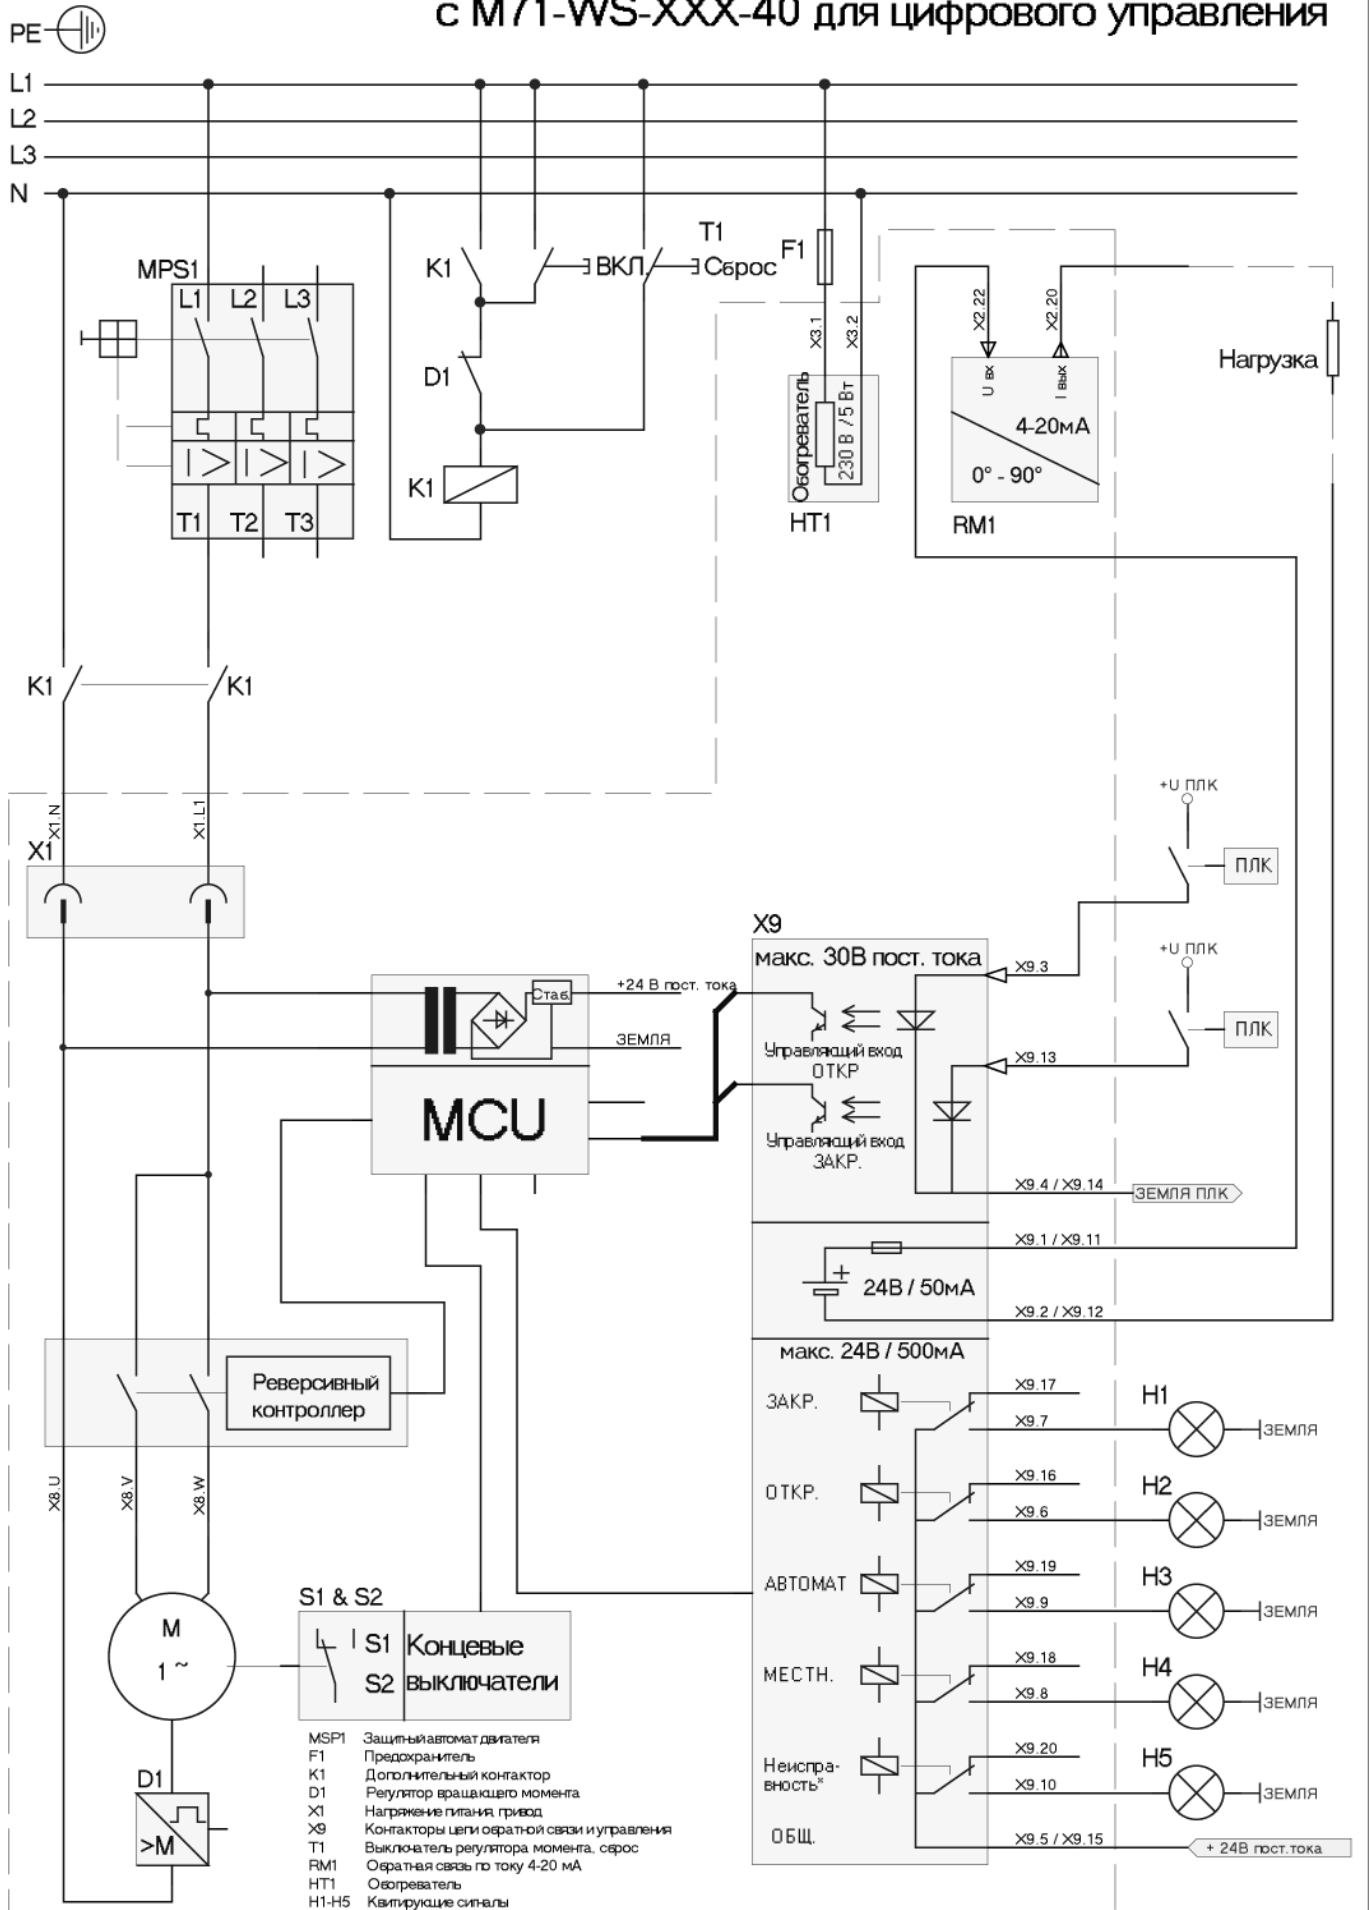 с M71-WS-XXX-40 для цифрового управления
PE
L1
L2
L3
N
MPS1
L1 L2 L3
T1 T2 T3
K1
ВКЛ.
T1
Сброс
D1
K1
F1
X3.1
X3.2
Обогреватель
230 В /5 Вт
HT1
X2.22
X2.20
U вх
I вых
4-20мА
0° - 90°
RM1
Нагрузка
K1
K1
X1.N
X1.L1
X1
+U ПЛК
ПЛК
+U ПЛК
ПЛК
X9
макс. 30В пост. тока
X9.3
X9.13
Управляющий вход
ОТКР
Управляющий вход
ЗАКР.
X9.4 / X9.14
ЗЕМЛЯ ПЛК
Стаб.
+24 В пост. тока
ЗЕМЛЯ
MCU
X9.1 / X9.11
24В / 50мА
X9.2 / X9.12
макс. 24В / 500мА
ЗАКР.
X9.17
X9.7
H1
ЗЕМЛЯ
ОТКР.
X9.16
X9.6
H2
ЗЕМЛЯ
АВТОМАТ
X9.19
X9.9
H3
ЗЕМЛЯ
МЕСТН.
X9.18
X9.8
H4
ЗЕМЛЯ
Неиспра-
вность*
X9.20
X9.10
H5
ЗЕМЛЯ
ОБЩ.
X9.5 / X9.15
+ 24В пост.тока
Реверсивный
контроллер
X8.U
X8.V
X8.W
M
1 ~
S1 & S2
S1
S2
Концевые
выключатели
D1
>M
MSP1 Защитный автомат двигателя
F1 Предохранитель
K1 Дополнительный контактор
D1 Регулятор вращающего момента
X1 Напряжение питания, привод
X9 Контакторы цепи обратной связи и управления
T1 Выключатель регулятора момента, сброс
RM1 Обратная связь по току 4-20 мА
HT1 Обогреватель
H1-H5 Квитирующие сигналы